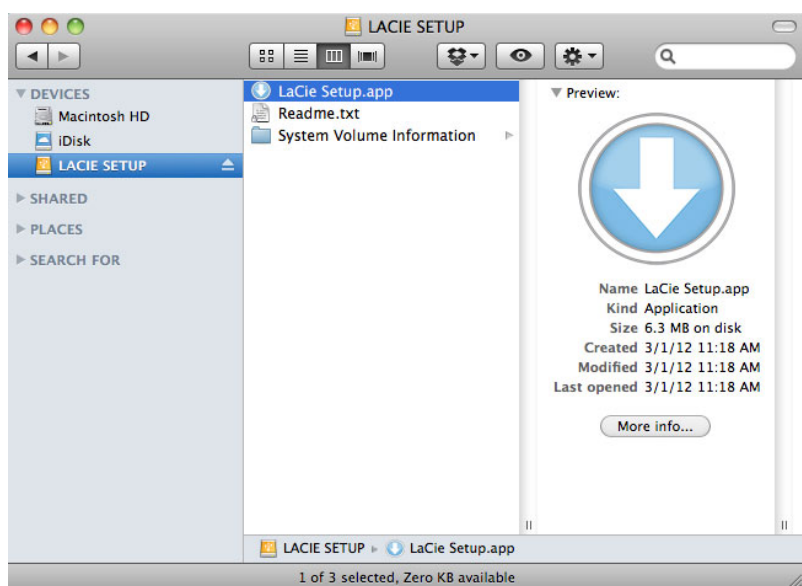 LACIE SETUP
DEVICES
Macintosh HD
iDisk
LACIE SETUP
SHARED
PLACES
SEARCH FOR
LaCie Setup.app
Readme.txt
System Volume Information
Preview:
Name LaCie Setup.app
Kind Application
Size 6.3 MB on disk
Created 3/1/12 11:18 AM
Modified 3/1/12 11:18 AM
Last opened 3/1/12 11:18 AM
More info...
LACIE SETUP LaCie Setup.app
1 of 3 selected, Zero KB available